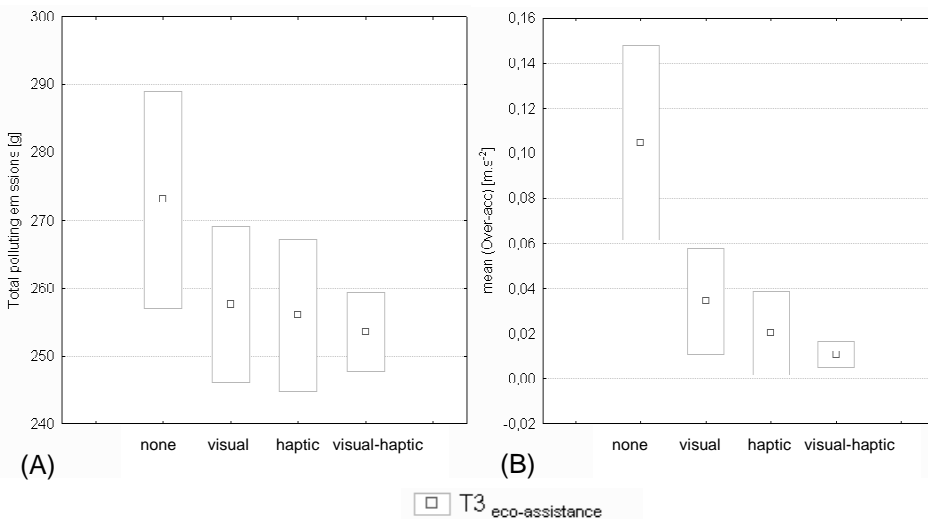 300
290
280
270
260
250
240
Total polluting emissions [g]
none visual haptic visual-haptic
(A)
0,16
0,14
0,12
0,10
0,08
0,06
0,04
0,02
0,00
-0,02
mean (Over-acc) [m.s-2]
none visual haptic visual-haptic
(B)
T3 eco-assistance